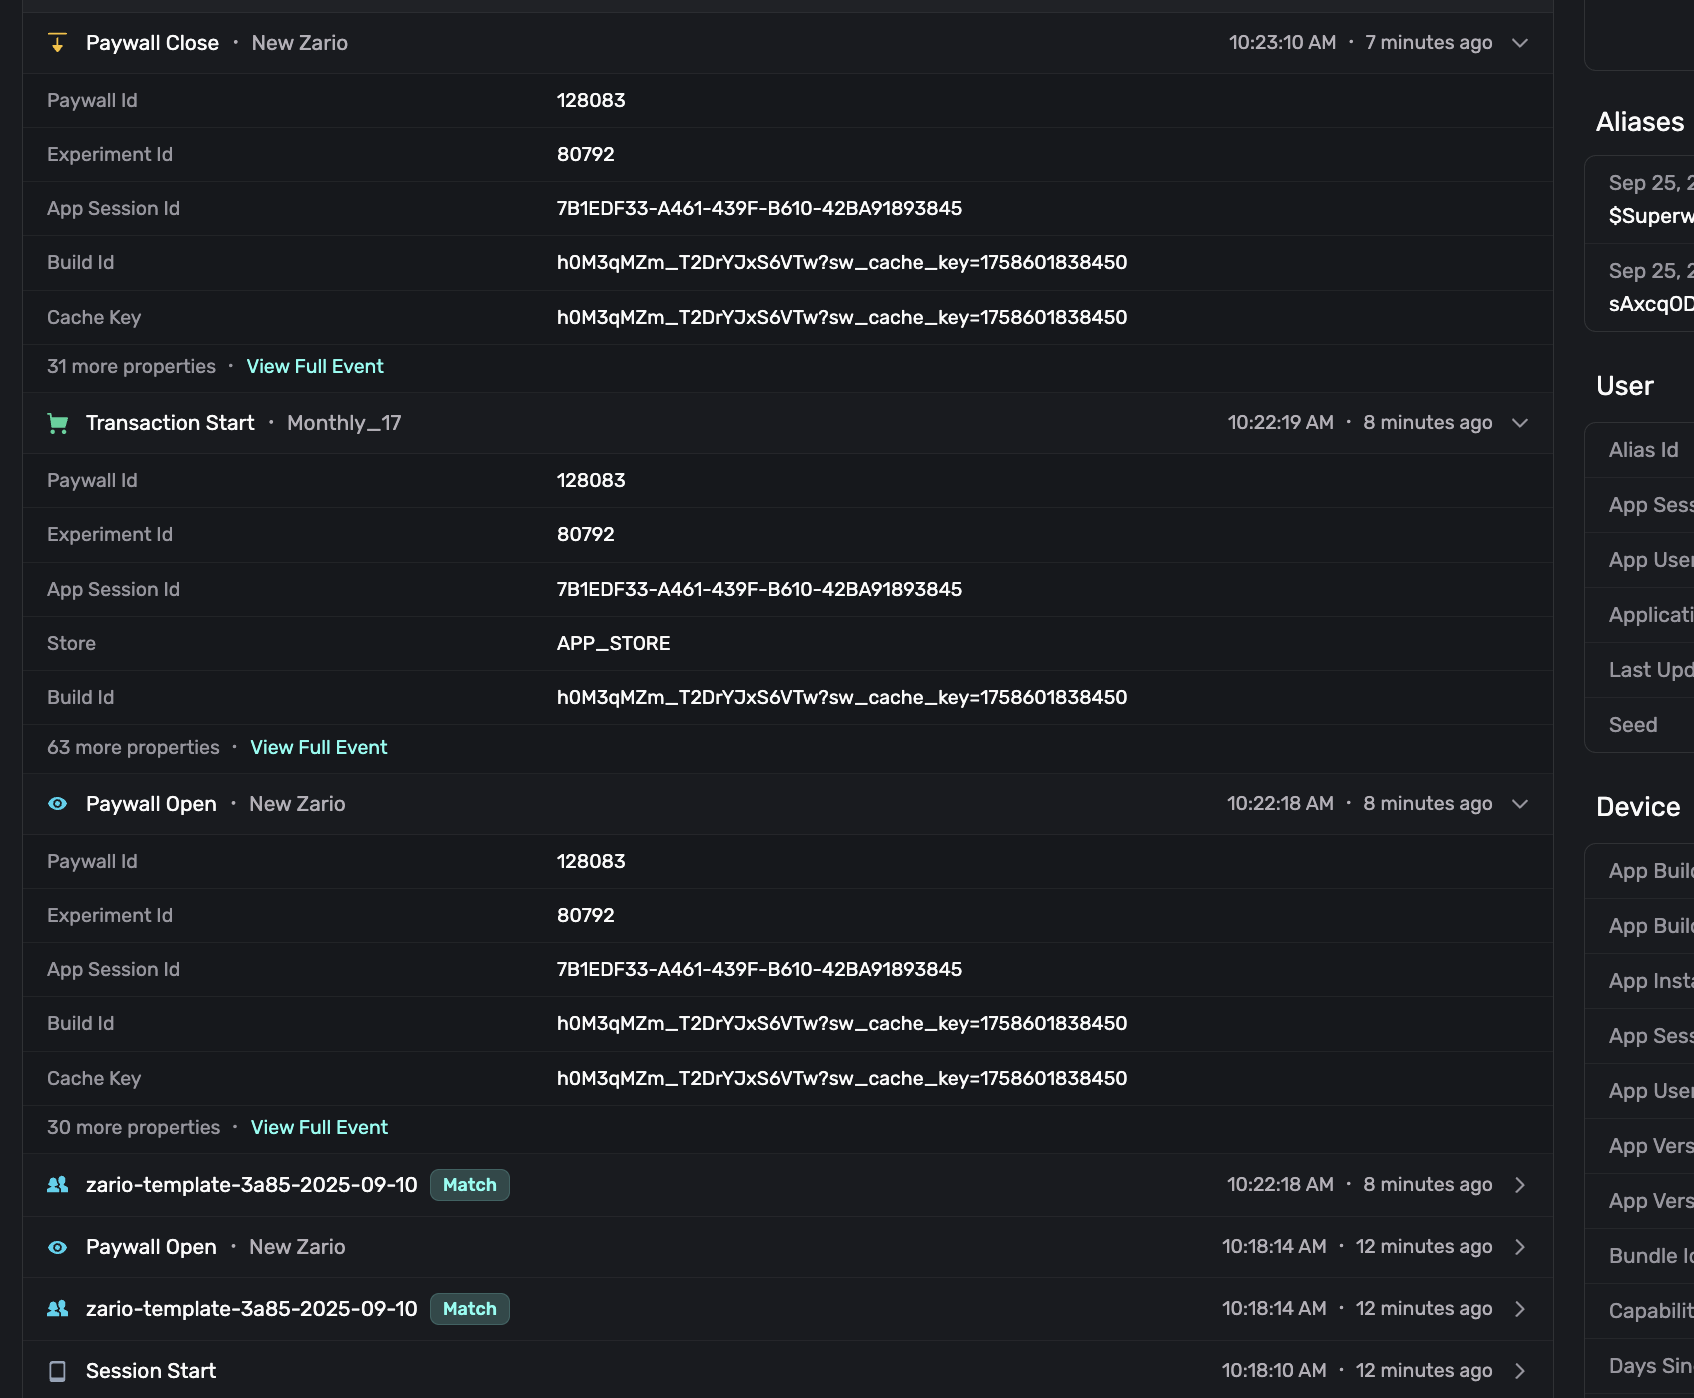 Paywall Close · New Zario 10:23:10 AM · 7 minutes ago
Paywall Id 128083
Experiment Id 80792
App Session Id 7B1EDF33-A461-439F-B610-42BA91893845
Build Id h0M3qMZm_T2DrYJxS6VTw?sw_cache_key=1758601838450
Cache Key h0M3qMZm_T2DrYJxS6VTw?sw_cache_key=1758601838450
31 more properties · View Full Event
Transaction Start · Monthly_17 10:22:19 AM · 8 minutes ago
Paywall Id 128083
Experiment Id 80792
App Session Id 7B1EDF33-A461-439F-B610-42BA91893845
Store APP_STORE
Build Id h0M3qMZm_T2DrYJxS6VTw?sw_cache_key=1758601838450
63 more properties · View Full Event
Paywall Open · New Zario 10:22:18 AM · 8 minutes ago
Paywall Id 128083
Experiment Id 80792
App Session Id 7B1EDF33-A461-439F-B610-42BA91893845
Build Id h0M3qMZm_T2DrYJxS6VTw?sw_cache_key=1758601838450
Cache Key h0M3qMZm_T2DrYJxS6VTw?sw_cache_key=1758601838450
30 more properties · View Full Event
zario-template-3a85-2025-09-10 Match 10:22:18 AM · 8 minutes ago
Paywall Open · New Zario 10:18:14 AM · 12 minutes ago
zario-template-3a85-2025-09-10 Match 10:18:14 AM · 12 minutes ago
Session Start 10:18:10 AM · 12 minutes ago
Aliases
Sep 25, 2
$Superw
Sep 25, 2
sAxcqOD
User
Alias Id
App Sess
App User
Applicati
Last Upd
Seed
Device
App Build
App Build
App Insta
App Sess
App User
App Vers
App Vers
Bundle Id
Capabilit
Days Sin